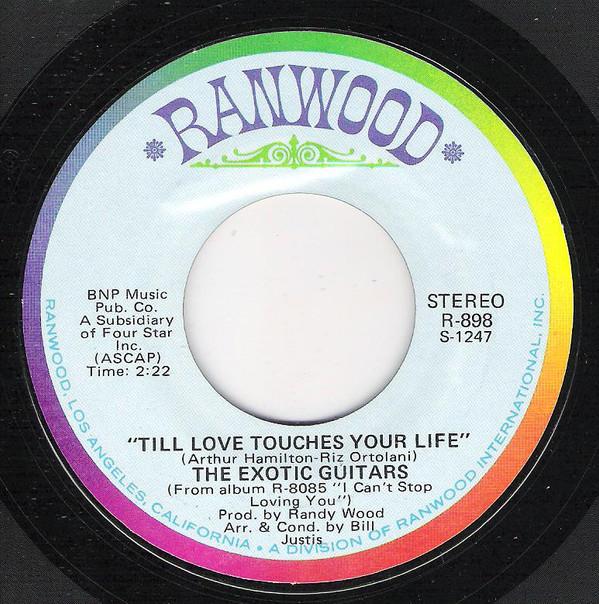 RANWOOD
BNP Music
Pub. Co.
A Subsidiary
of Four Star
Inc.
(ASCAP)
Time: 2:22
STEREO
R-898
S-1247
"TILL LOVE TOUCHES YOUR LIFE"
(Arthur Hamilton-Riz Ortolani)
THE EXOTIC GUITARS
(From album R-8085 "I Can't Stop
Loving You")
Prod. by Randy Wood
Arr. & Cond. by Bill
Justis
RANWOOD, LOS ANGELES, CALIFORNIA • A DIVISION OF RANWOOD INTERNATIONAL, INC.